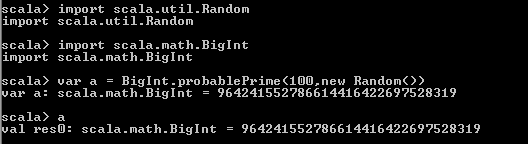 scala> import scala.util.Random
import scala.util.Random
scala> import scala.math.BigInt
import scala.math.BigInt
scala> var a = BigInt.probablePrime(100,new Random())
var a: scala.math.BigInt = 964241552786614416422697528319
scala> a
val res0: scala.math.BigInt = 964241552786614416422697528319